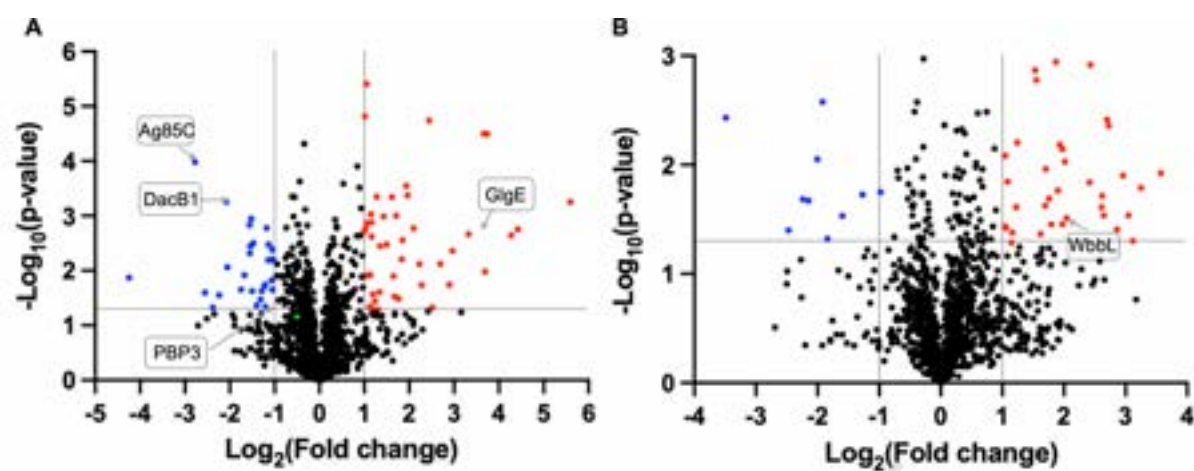 A
6
5
4
3
2
1
0
-Log10(p-value)
Ag85C
DacB1
GlgE
PBP3
-5 -4 -3 -2 -1 0 1 2 3 4 5 6
Log2(Fold change)
B
3
2
1
0
-Log10(p-value)
WbbL
-4 -3 -2 -1 0 1 2 3 4
Log2(Fold change)